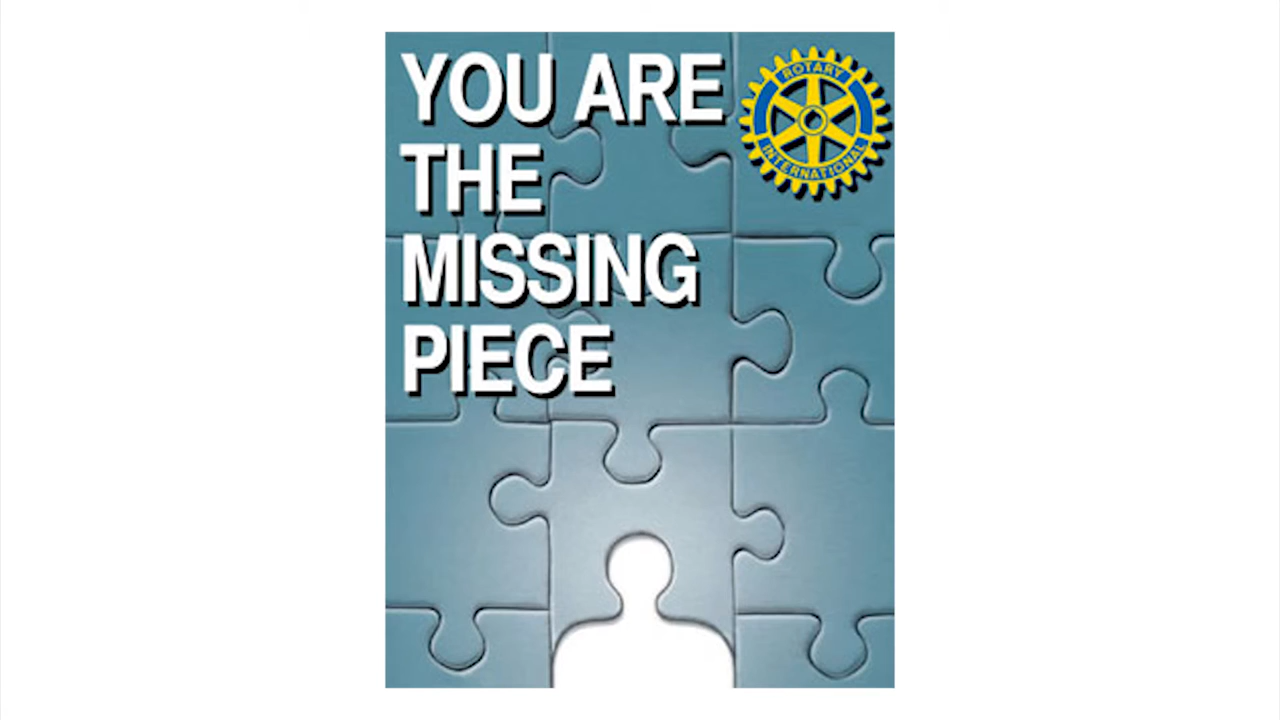 YOU ARE
THE
MISSING
PIECE
ROTARY
INTERNATIONAL